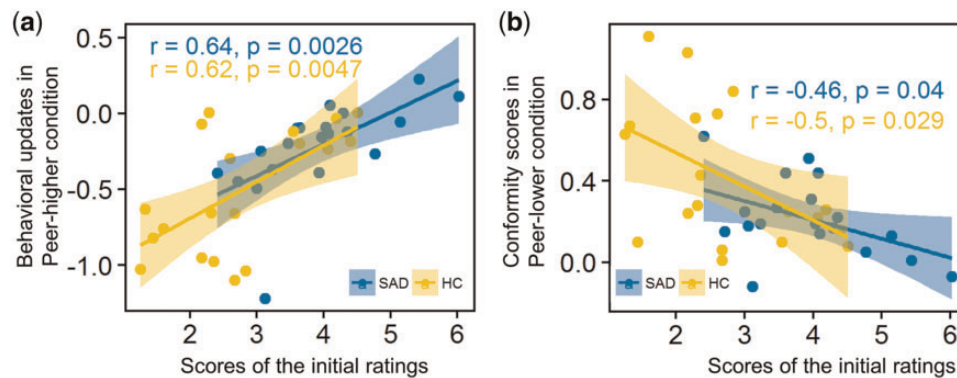 (a)
Behavioral updates in
Peer-higher condition
0.5
0.0
-0.5
-1.0
r = 0.64, p = 0.0026
r = 0.62, p = 0.0047
SAD
HC
2 3 4 5 6
Scores of the initial ratings
(b)
Conformity scores in
Peer-lower condition
0.8
0.4
0.0
r = -0.46, p = 0.04
r = -0.5, p = 0.029
SAD
HC
2 3 4 5 6
Scores of the initial ratings